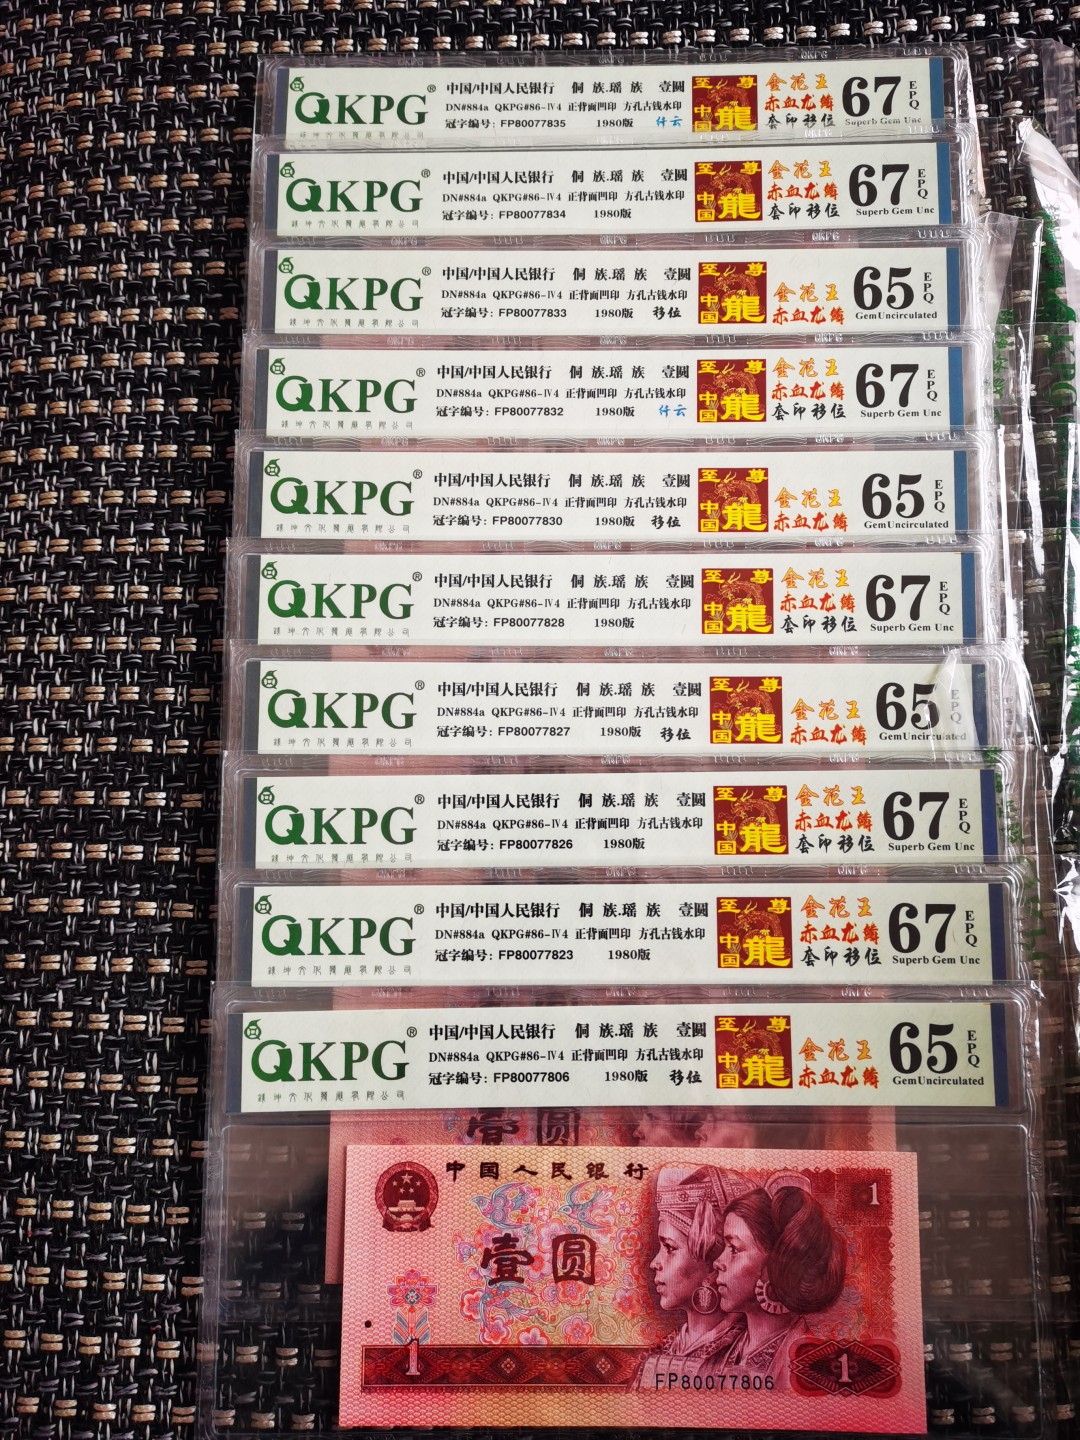 QKPG®
中国/中国人民银行 侗 族.瑶 族 壹圆
DN#884a QKPG#86-Ⅳ4 正背面凹印 方孔古钱水印
冠字编号: FP80077835 1980版 仟云
至尊
中国龍
金花王
赤血龙鳞
套印移位
67 EPQ
Superb Gem Unc
QKPG®
中国/中国人民银行 侗 族.瑶 族 壹圆
DN#884a QKPG#86-Ⅳ4 正背面凹印 方孔古钱水印
冠字编号: FP80077834 1980版
至尊
中国龍
金花王
赤血龙鳞
套印移位
67 EPQ
Superb Gem Unc
QKPG®
中国/中国人民银行 侗 族.瑶 族 壹圆
DN#884a QKPG#86-Ⅳ4 正背面凹印 方孔古钱水印
冠字编号: FP80077833 1980版 移位
至尊
中国龍
金花王
赤血龙鳞
65 EPQ
GemUncirculated
QKPG®
中国/中国人民银行 侗 族.瑶 族 壹圆
DN#884a QKPG#86-Ⅳ4 正背面凹印 方孔古钱水印
冠字编号: FP80077832 1980版 仟云
至尊
中国龍
金花王
赤血龙鳞
套印移位
67 EPQ
Superb Gem Unc
QKPG®
中国/中国人民银行 侗 族.瑶 族 壹圆
DN#884a QKPG#86-Ⅳ4 正背面凹印 方孔古钱水印
冠字编号: FP80077830 1980版 移位
至尊
中国龍
金花王
赤血龙鳞
65 EPQ
GemUncirculated
QKPG®
中国/中国人民银行 侗 族.瑶 族 壹圆
DN#884a QKPG#86-Ⅳ4 正背面凹印 方孔古钱水印
冠字编号: FP80077828 1980版
至尊
中国龍
金花王
赤血龙鳞
套印移位
67 EPQ
Superb Gem Unc
QKPG®
中国/中国人民银行 侗 族.瑶 族 壹圆
DN#884a QKPG#86-Ⅳ4 正背面凹印 方孔古钱水印
冠字编号: FP80077827 1980版 移位
至尊
中国龍
金花王
赤血龙鳞
65 EPQ
GemUncirculated
QKPG®
中国/中国人民银行 侗 族.瑶 族 壹圆
DN#884a QKPG#86-Ⅳ4 正背面凹印 方孔古钱水印
冠字编号: FP80077826 1980版
至尊
中国龍
金花王
赤血龙鳞
套印移位
67 EPQ
Superb Gem Unc
QKPG®
中国/中国人民银行 侗 族.瑶 族 壹圆
DN#884a QKPG#86-Ⅳ4 正背面凹印 方孔古钱水印
冠字编号: FP80077823 1980版
至尊
中国龍
金花王
赤血龙鳞
套印移位
67 EPQ
Superb Gem Unc
QKPG®
中国/中国人民银行 侗 族.瑶 族 壹圆
DN#884a QKPG#86-Ⅳ4 正背面凹印 方孔古钱水印
冠字编号: FP80077806 1980版 移位
至尊
中国龍
金花王
赤血龙鳞
65 EPQ
GemUncirculated
壹圆
中国人民银行
1
壹圆
1
1
FP80077806